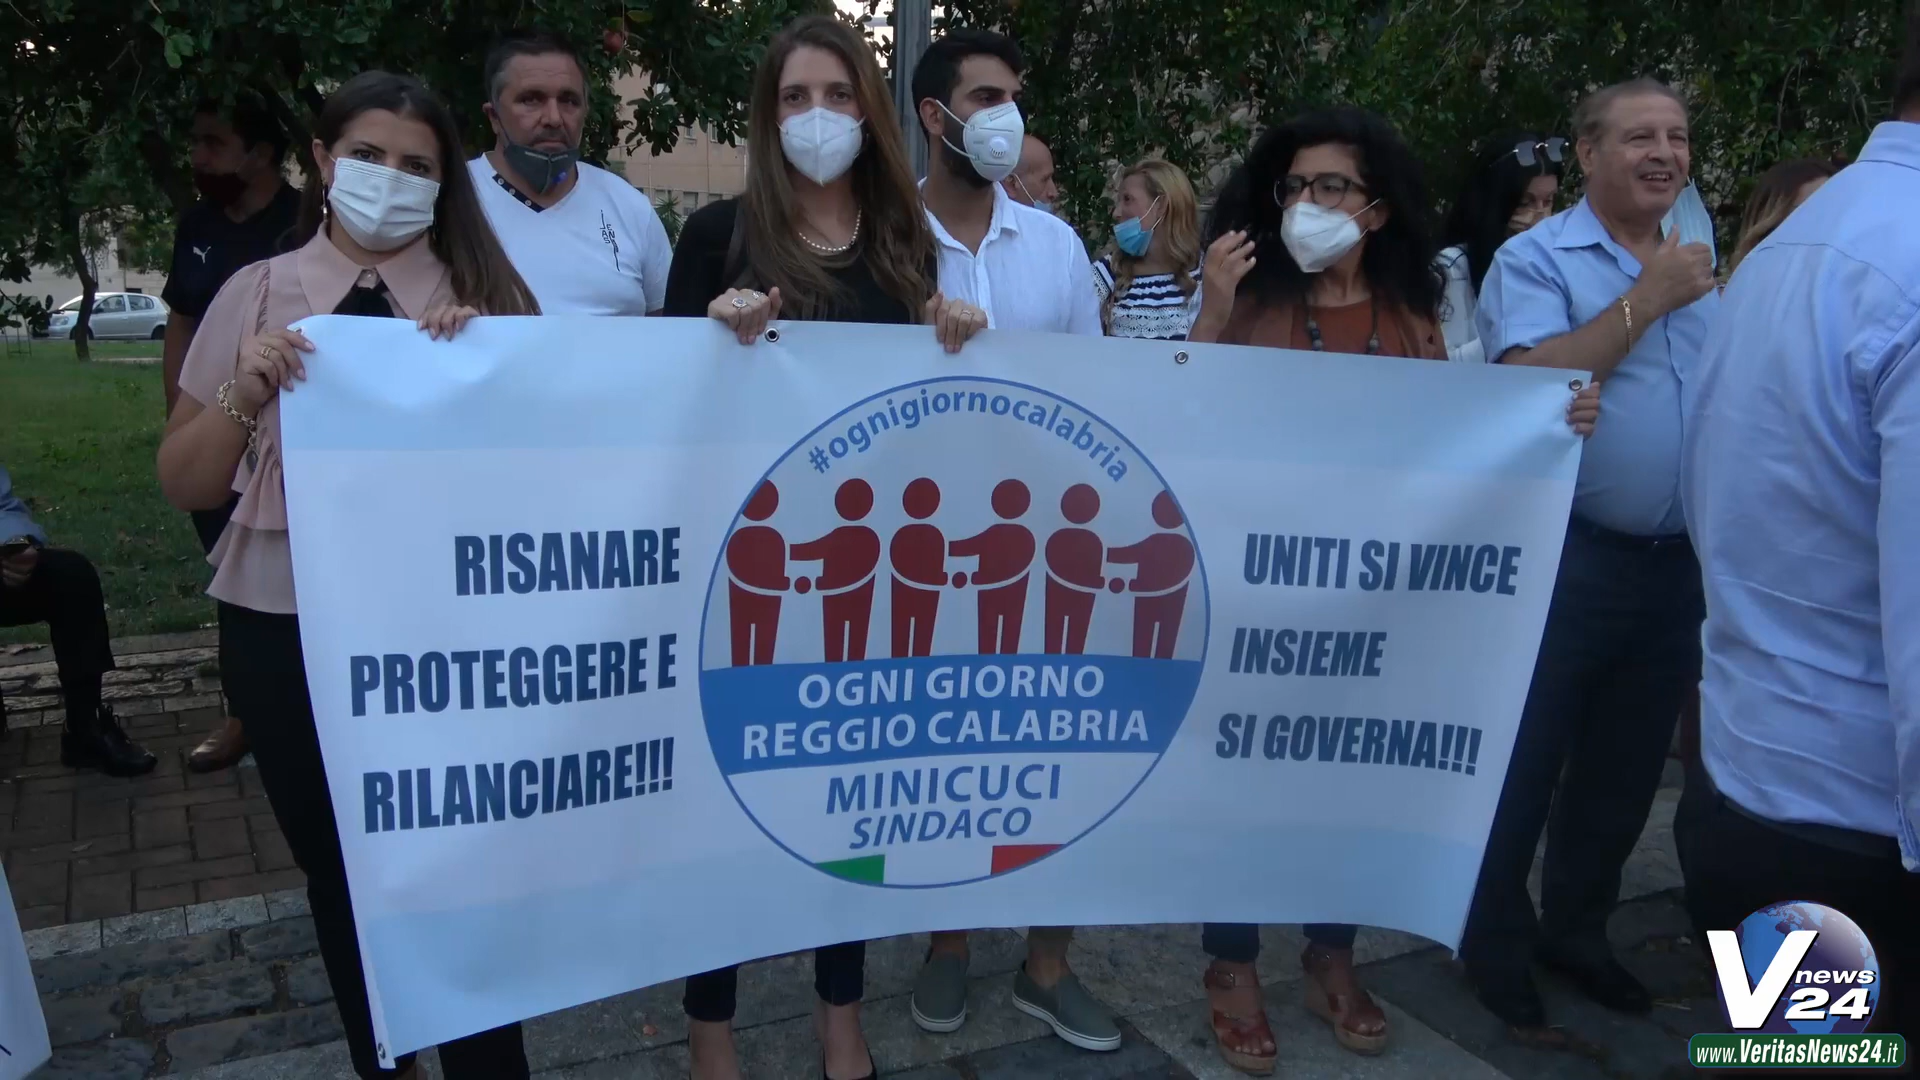 RISANARE
PROTEGGERE E
RILANCIARE!!!
#ognigiornocalabria
OGNI GIORNO
REGGIO CALABRIA
MINICUCI
SINDACO
UNITI SI VINCE
INSIEME
SI GOVERNA!!!
V news
24
www.VeritasNews24.it